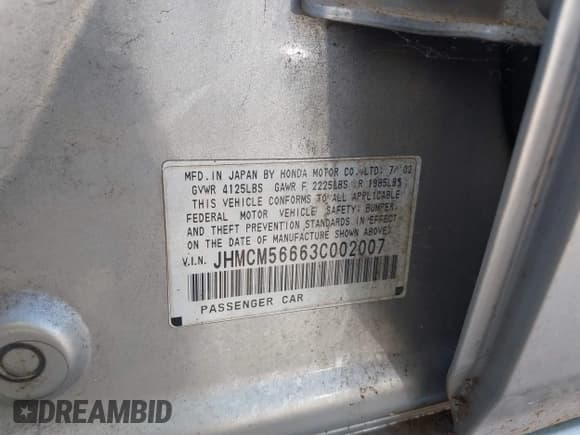 MFD. IN JAPAN BY HONDA MOTOR CO., LTD: 7/'02
GVWR 4125LBS GAWR F 2225LBS R 1985LBS
THIS VEHICLE CONFORMS TO ALL APPLICABLE
FEDERAL MOTOR VEHICLE SAFETY, BUMPER,
AND THEFT PREVENTION STANDARDS IN EFFECT
ON THE DATE OF MANUFACTURE SHOWN ABOVE.
V.I.N. JHMCM56663C002007
PASSENGER CAR
DREAMBID